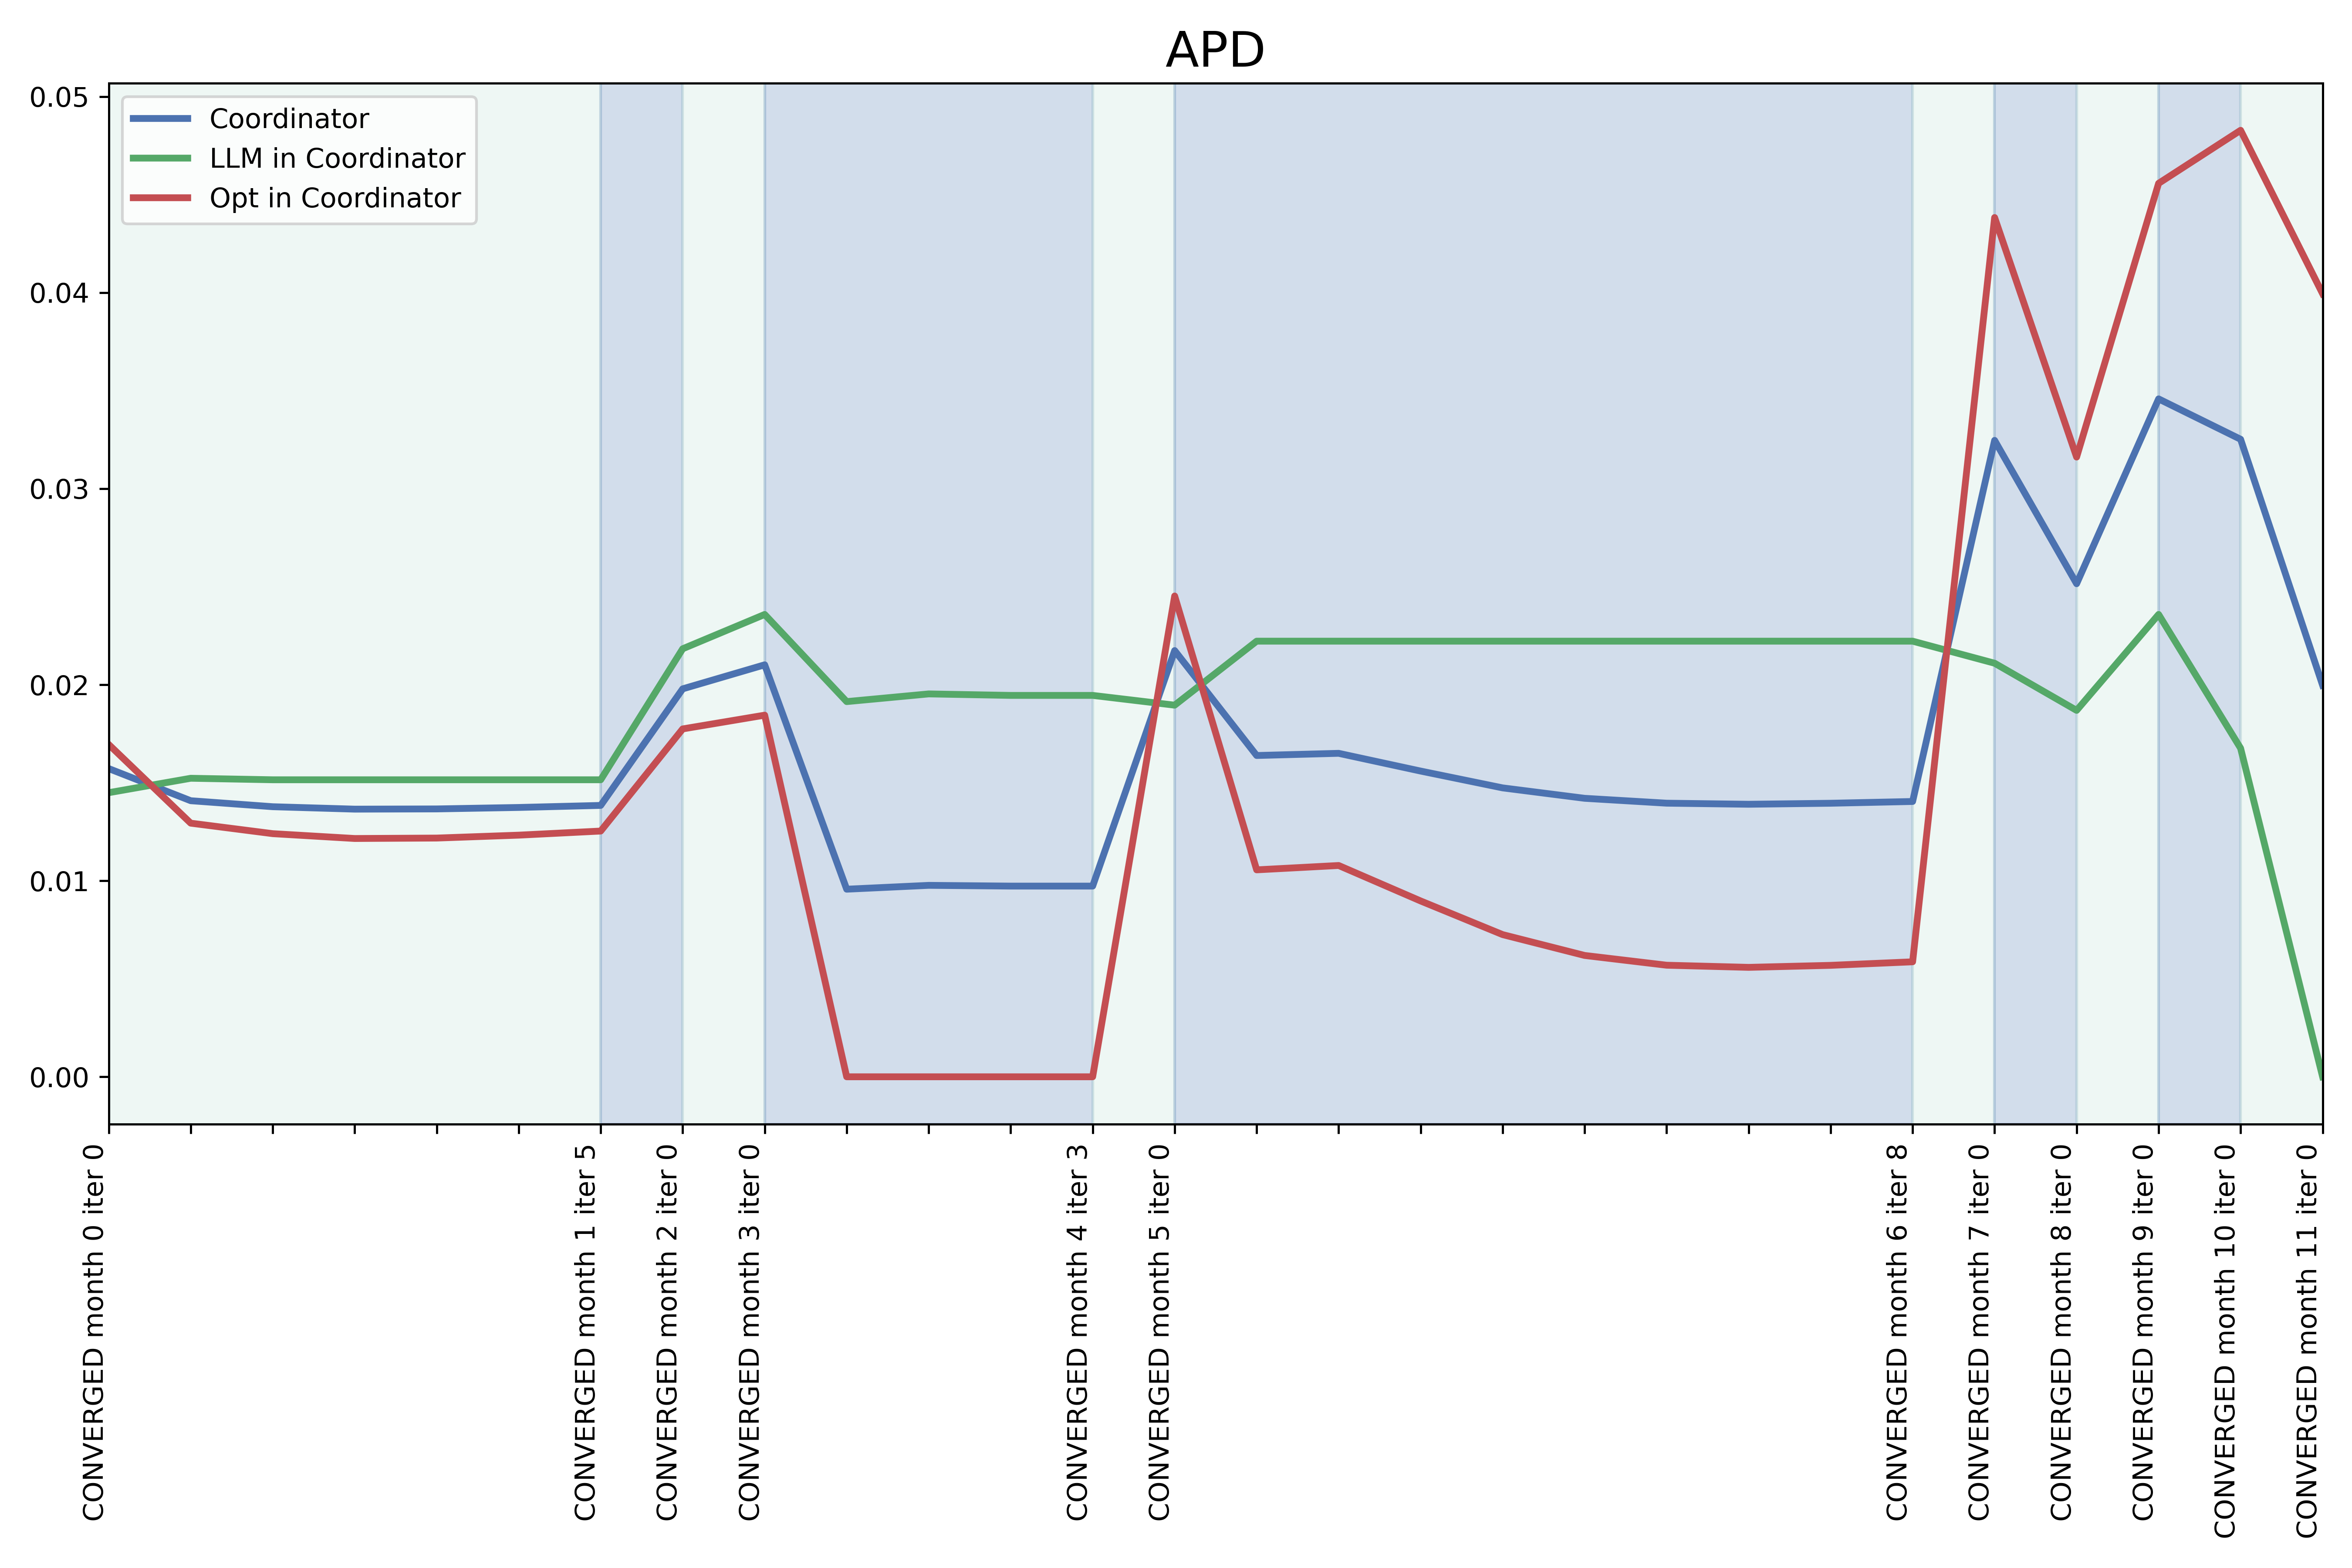 APD
Coordinator
LLM in Coordinator
Opt in Coordinator
0.05
0.04
0.03
0.02
0.01
0.00
CONVERGED month 0 iter 0
CONVERGED month 1 iter 5
CONVERGED month 2 iter 0
CONVERGED month 3 iter 0
CONVERGED month 4 iter 3
CONVERGED month 5 iter 0
CONVERGED month 6 iter 8
CONVERGED month 7 iter 0
CONVERGED month 8 iter 0
CONVERGED month 9 iter 0
CONVERGED month 10 iter 0
CONVERGED month 11 iter 0